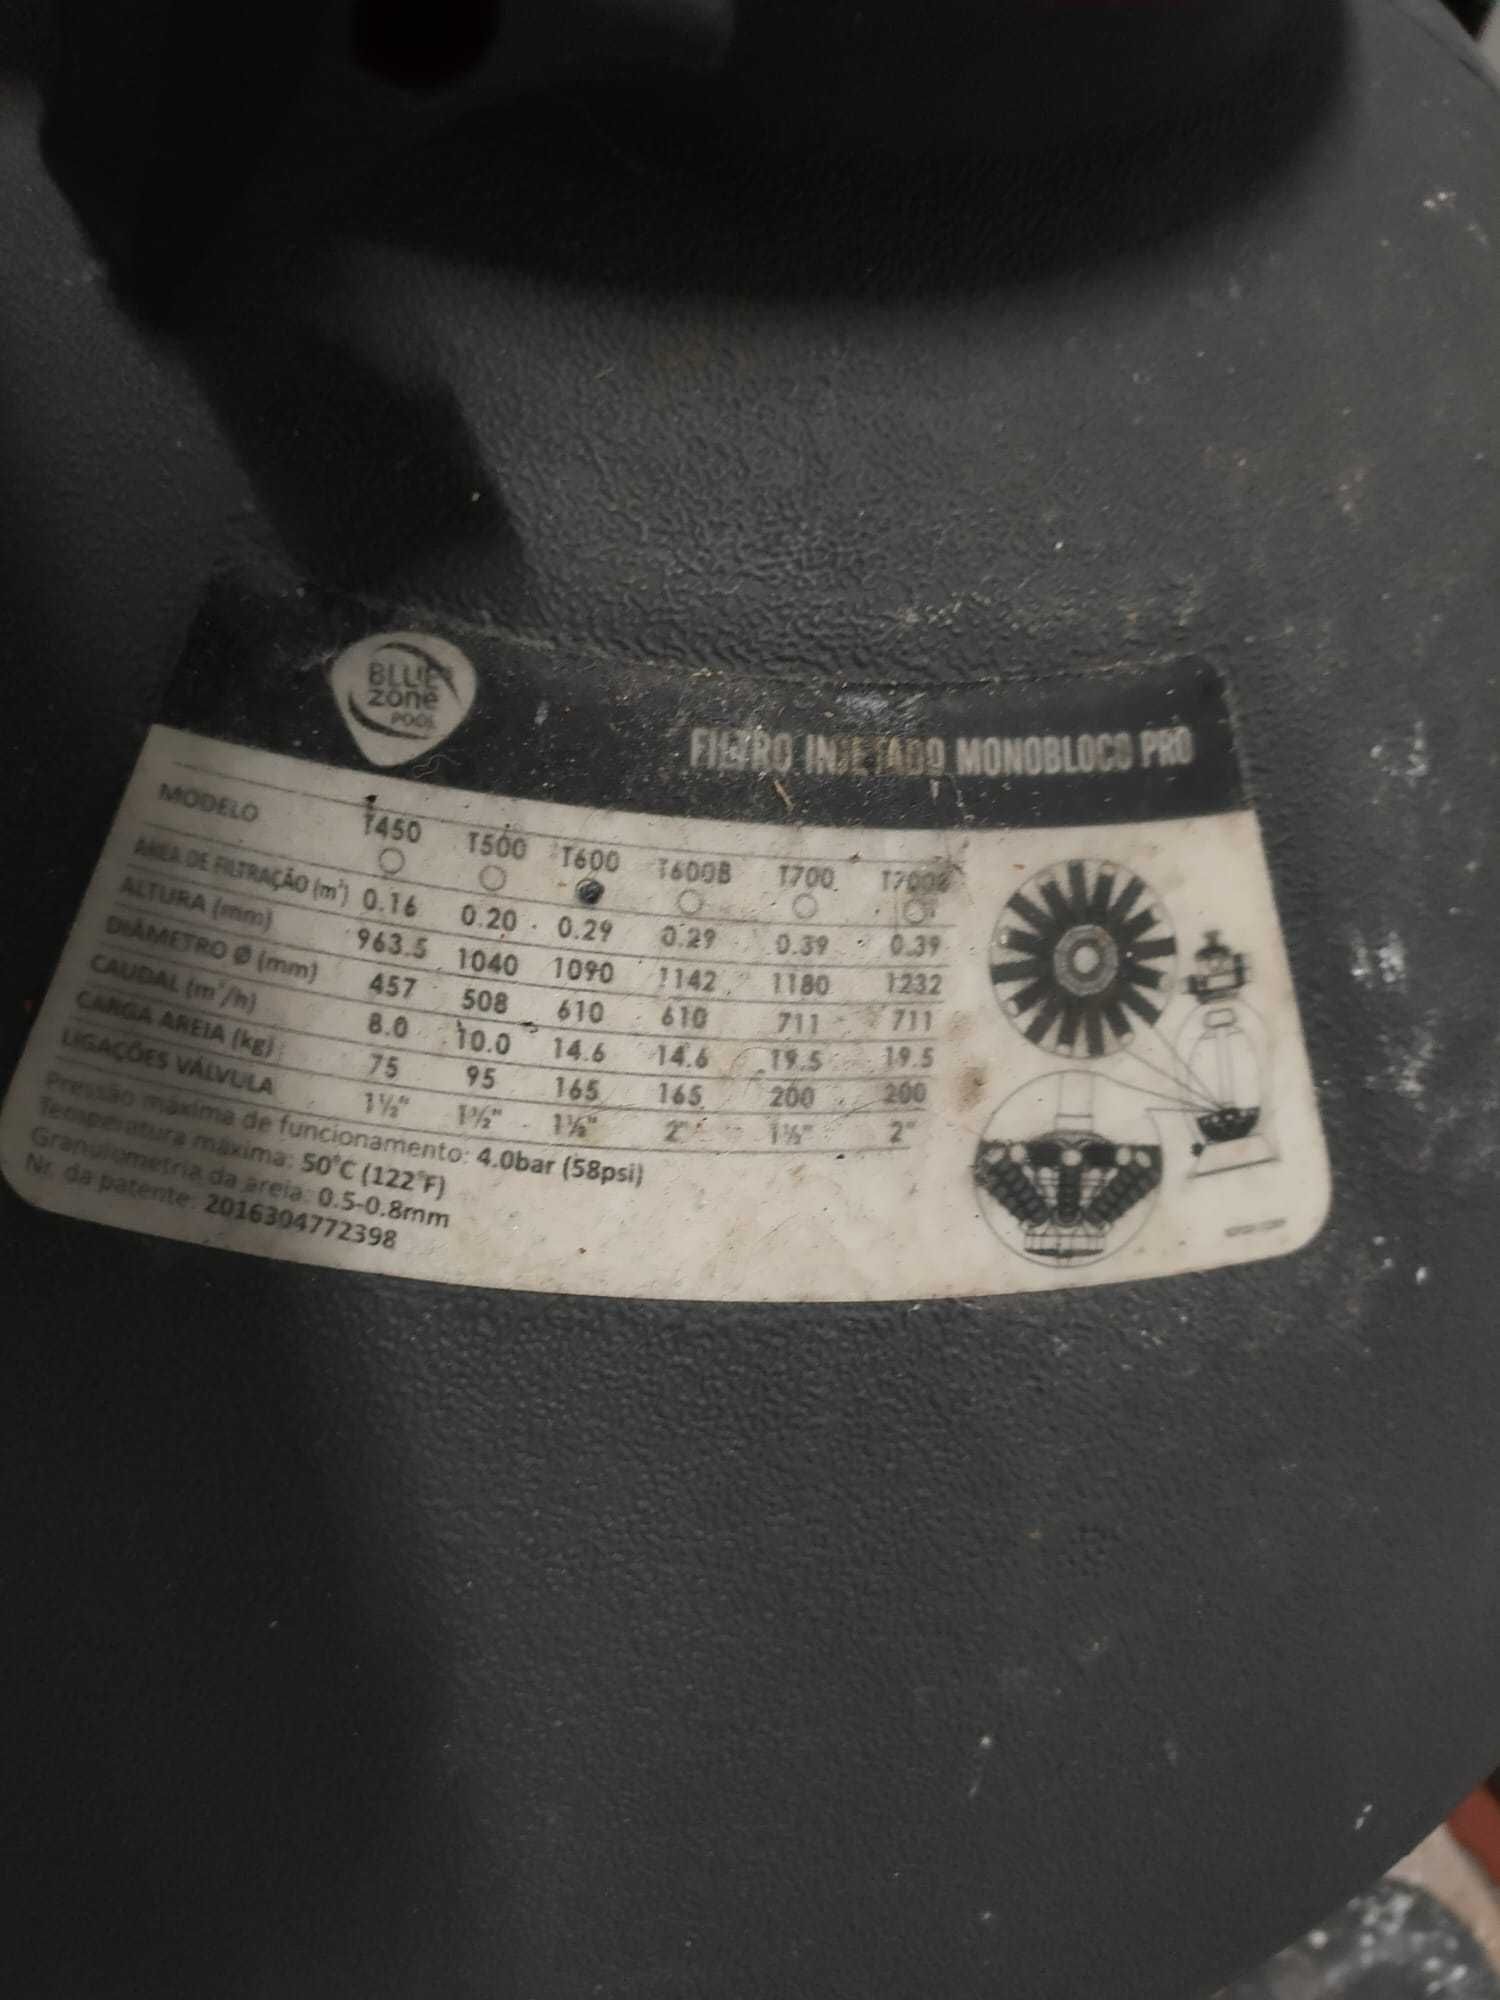 BLUE
zone
POOL
FILTRO INJETADO MONOBLOCO PRO
MODELO T450 T500 T600 T600B T700 T700B
ÁREA DE FILTRAÇÃO (m²) 0.16 0.20 0.29 0.29 0.39 0.39
ALTURA (mm) 963.5 1040 1090 1142 1180 1232
DIÂMETRO Ø (mm) 457 508 610 610 711 711
CAUDAL (m³/h) 8.0 10.0 14.6 14.6 19.5 19.5
CARGA AREIA (kg) 75 95 165 165 200 200
LIGAÇÕES VÁLVULA 1½" 1½" 1½" 2" 1½" 2"
Pressão máxima de funcionamento: 4.0bar (58psi)
Temperatura máxima: 50°C (122°F)
Granulometria da areia: 0.5-0.8mm
Nr. da patente: 2016304772398